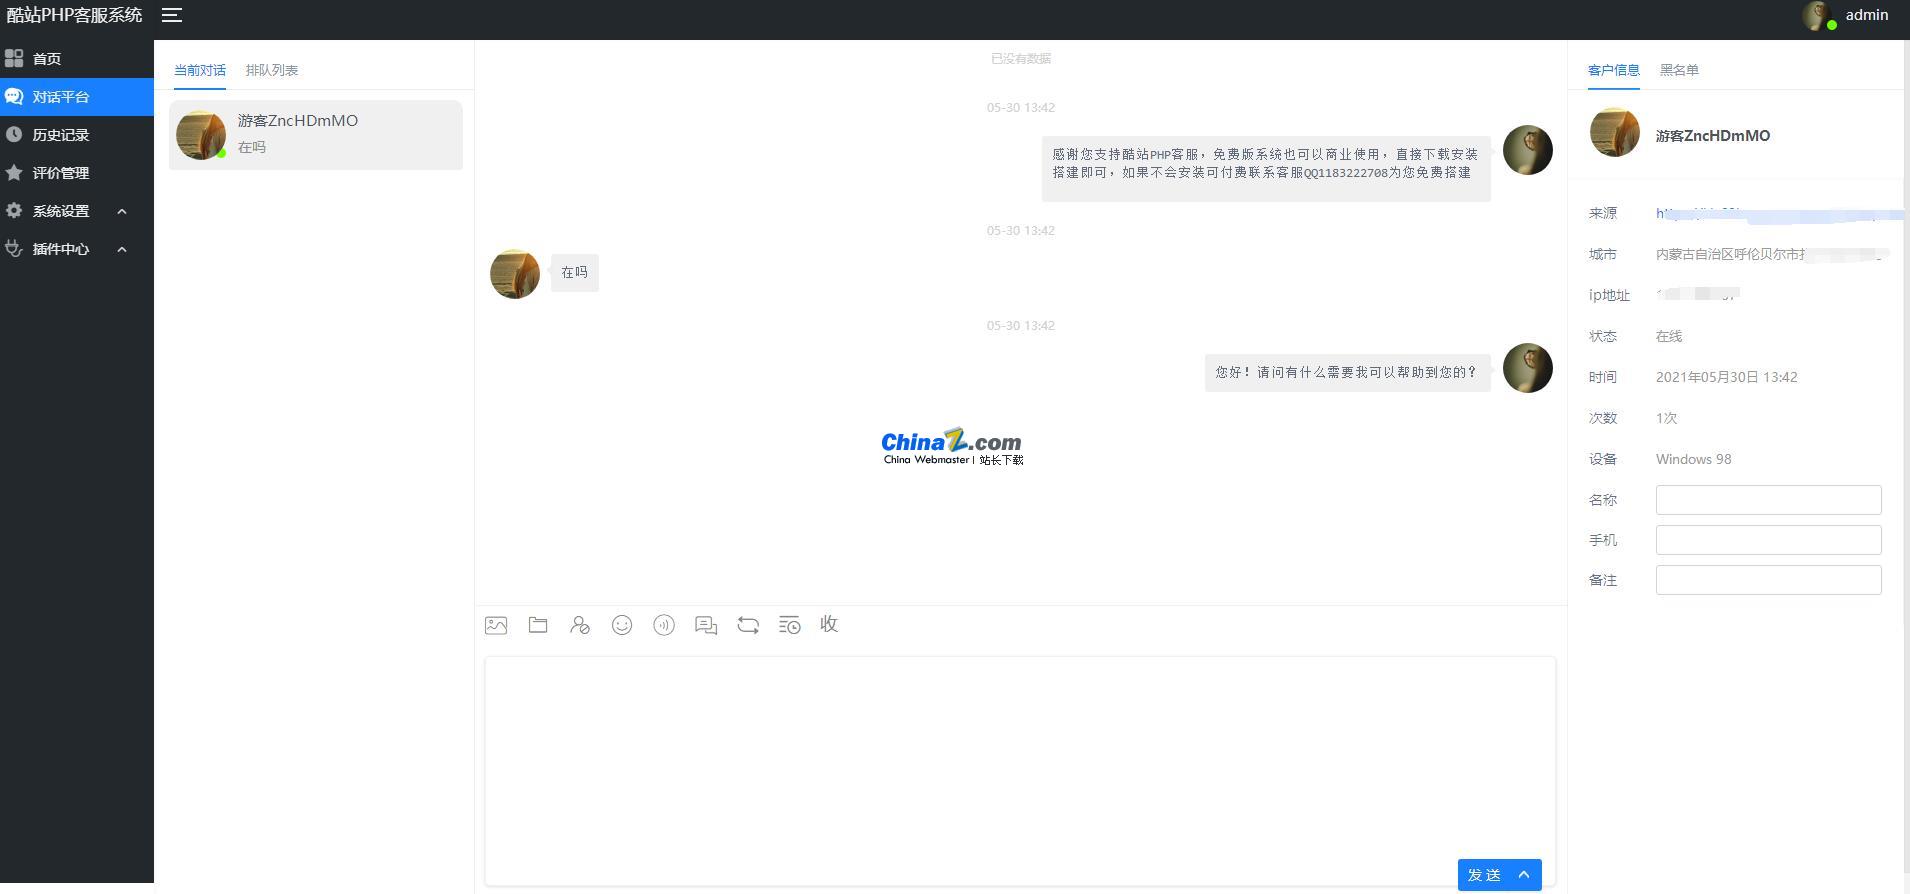 酷站PHP客服系统
admin
首页
对话平台
历史记录
评价管理
系统设置
插件中心
当前对话 排队列表
游客ZncHDmMO
在吗
已没有数据
05-30 13:42
感谢您支持酷站PHP客服，免费版系统也可以商业使用，直接下载安装
搭建即可，如果不会安装可付费联系客服QQ1183222708为您免费搭建
05-30 13:42
在吗
05-30 13:42
您好！请问有什么需要我可以帮助到您的？
ChinaZ.com
China Webmaster | 站长下载
收
发送
客户信息 黑名单
游客ZncHDmMO
来源
城市 内蒙古自治区呼伦贝尔市
ip地址
状态 在线
时间 2021年05月30日 13:42
次数 1次
设备 Windows 98
名称
手机
备注